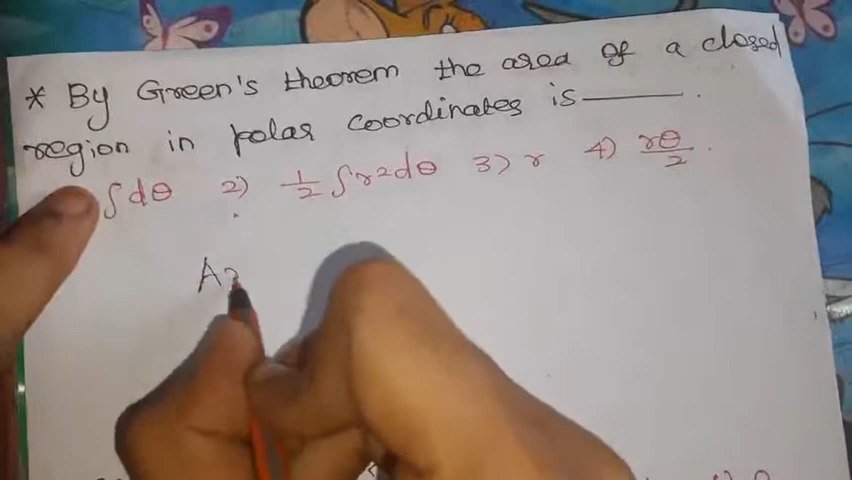 * By Green's theorem the area of a closed
region in polar coordinates is ______.
∫dθ 2) 1/2 ∫r2dθ 3) r 4) rθ/2 .